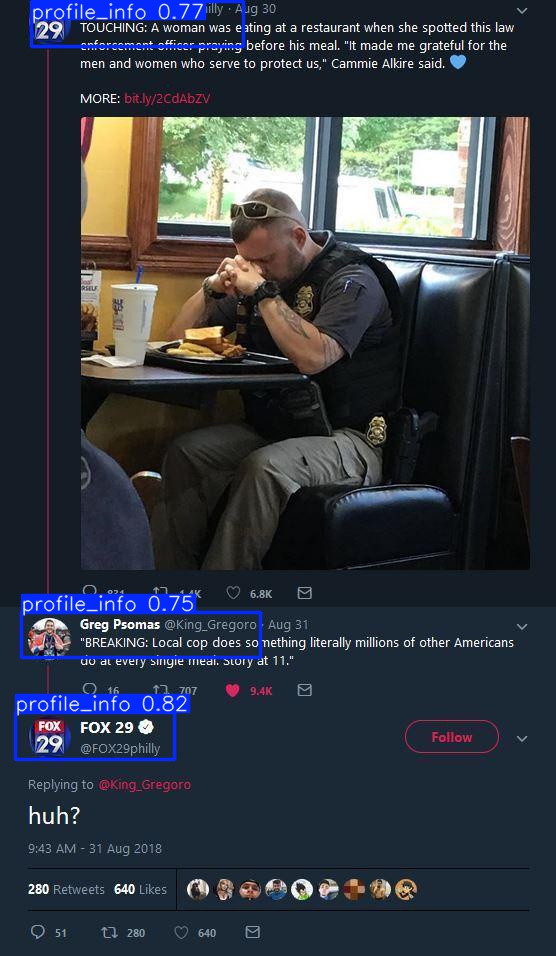 profile_info 0.77
illy · Aug 30
29
TOUCHING: A woman was eating at a restaurant when she spotted this law
enforcement officer praying before his meal. "It made me grateful for the
men and women who serve to protect us," Cammie Alkire said.
MORE: bit.ly/2CdAbZV
831
1.4K
6.8K
profile_info 0.75
Greg Psomas @King_Gregoro · Aug 31
"BREAKING: Local cop does something literally millions of other Americans
do at every single meal. Story at 11."
16
707
9.4K
profile_info 0.82
FOX
29
FOX 29
@FOX29philly
Follow
Replying to @King_Gregoro
huh?
9:43 AM - 31 Aug 2018
280 Retweets 640 Likes
51
280
640